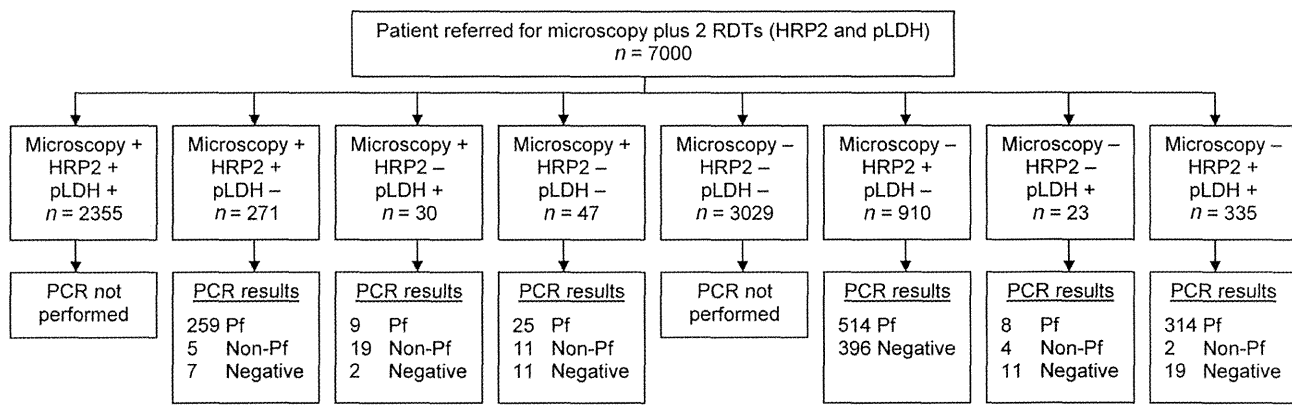 Patient referred for microscopy plus 2 RDTs (HRP2 and pLDH)
n = 7000
Microscopy +
HRP2 +
pLDH +
n = 2355
Microscopy +
HRP2 +
pLDH –
n = 271
Microscopy +
HRP2 –
pLDH +
n = 30
Microscopy +
HRP2 –
pLDH –
n = 47
Microscopy –
HRP2 –
pLDH –
n = 3029
Microscopy –
HRP2 +
pLDH –
n = 910
Microscopy –
HRP2 –
pLDH +
n = 23
Microscopy –
HRP2 +
pLDH +
n = 335
PCR not
performed
PCR results
259 Pf
5 Non-Pf
7 Negative
PCR results
9 Pf
19 Non-Pf
2 Negative
PCR results
25 Pf
11 Non-Pf
11 Negative
PCR not
performed
PCR results
514 Pf
396 Negative
PCR results
8 Pf
4 Non-Pf
11 Negative
PCR results
314 Pf
2 Non-Pf
19 Negative